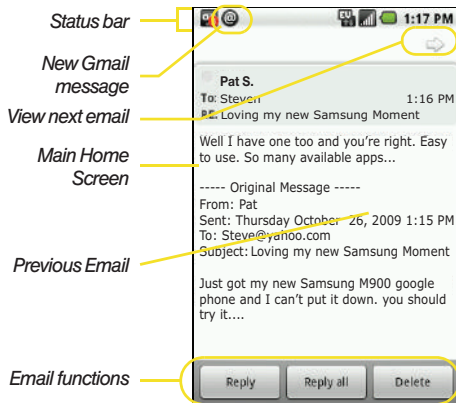 Status bar
1:17 PM
New Gmail
message
Pat S.
To: Steven 1:16 PM
View next email
RE: Loving my new Samsung Moment
Well I have one too and you're right. Easy
to use. So many available apps...
Main Home
Screen
----- Original Message -----
From: Pat
Sent: Thursday October 26, 2009 1:15 PM
To: Steve@yahoo.com
Subject: Loving my new Samsung Moment
Previous Email
Just got my new Samsung M900 google
phone and I can't put it down. you should
try it....
Email functions
Reply Reply all Delete